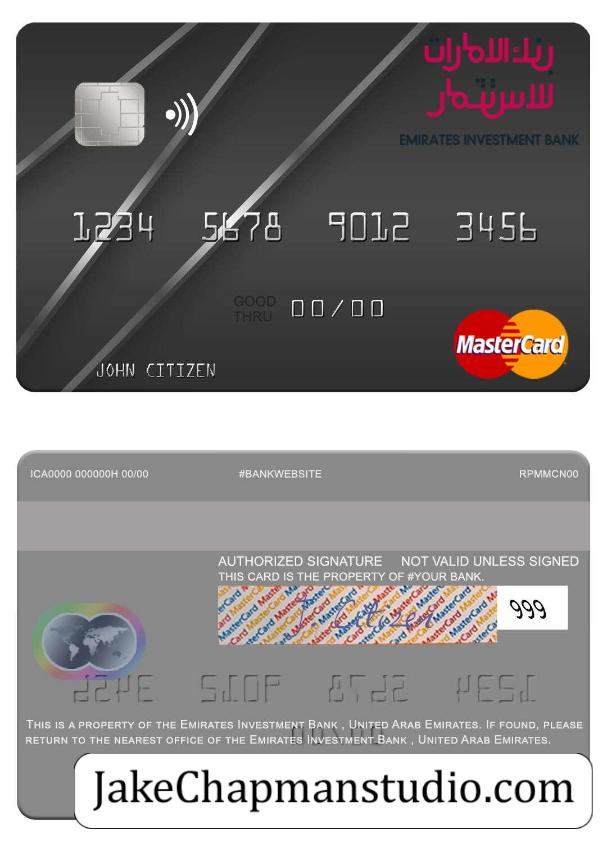 بنك الامارات
للاستثمار
EMIRATES INVESTMENT BANK
1234 5678 9012 3456
GOOD
THRU 00/00
MasterCard
JOHN CITIZEN
ICA0000 000000H 00/00 #BANKWEBSITE RPMMCN00
AUTHORIZED SIGNATURE NOT VALID UNLESS SIGNED
THIS CARD IS THE PROPERTY OF #YOUR BANK.
J. Citizen 999
THIS IS A PROPERTY OF THE EMIRATES INVESTMENT BANK , UNITED ARAB EMIRATES. IF FOUND, PLEASE
RETURN TO THE NEAREST OFFICE OF THE EMIRATES INVESTMENT BANK , UNITED ARAB EMIRATES.
JakeChapmanstudio.com